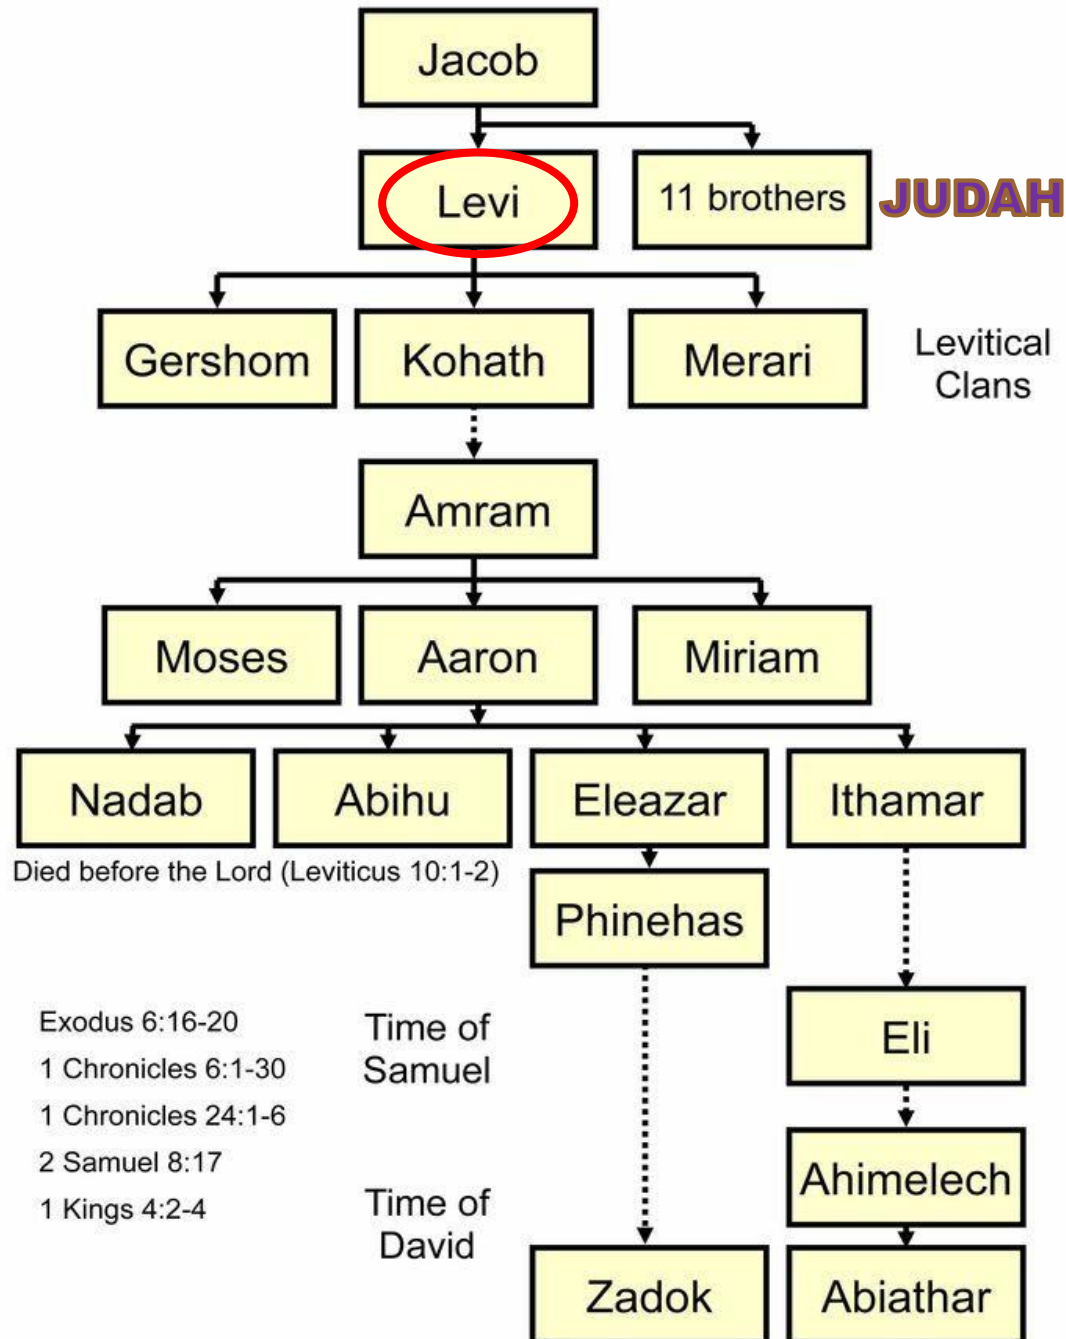 Jacob
Levi
11 brothers
JUDAH
Gershom
Kohath
Merari
Levitical
Clans
Amram
Moses
Aaron
Miriam
Nadab
Abihu
Eleazar
Ithamar
Died before the Lord (Leviticus 10:1-2)
Phinehas
Exodus 6:16-20
1 Chronicles 6:1-30
1 Chronicles 24:1-6
2 Samuel 8:17
1 Kings 4:2-4
Time of
Samuel
Eli
Ahimelech
Time of
David
Zadok
Abiathar